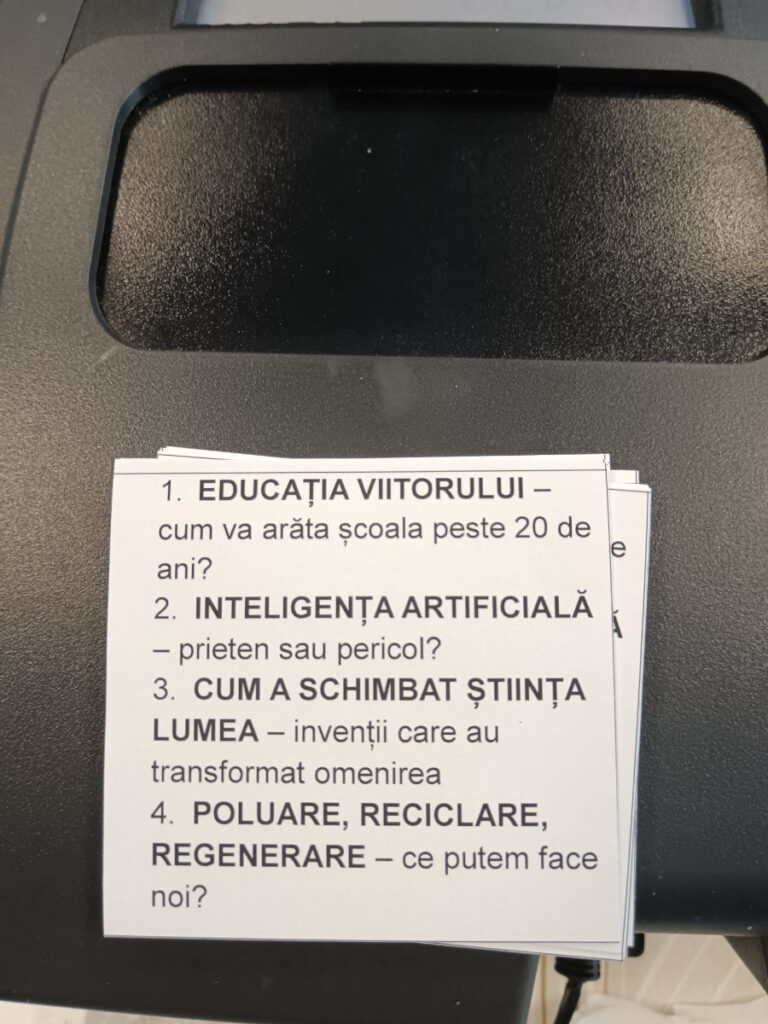 1. EDUCAȚIA VIITORULUI –
cum va arăta școala peste 20 de
ani?
2. INTELIGENȚA ARTIFICIALĂ
– prieten sau pericol?
3. CUM A SCHIMBAT ȘTIINȚA
LUMEA – invenții care au
transformat omenirea
4. POLUARE, RECICLARE,
REGENERARE – ce putem face
noi?